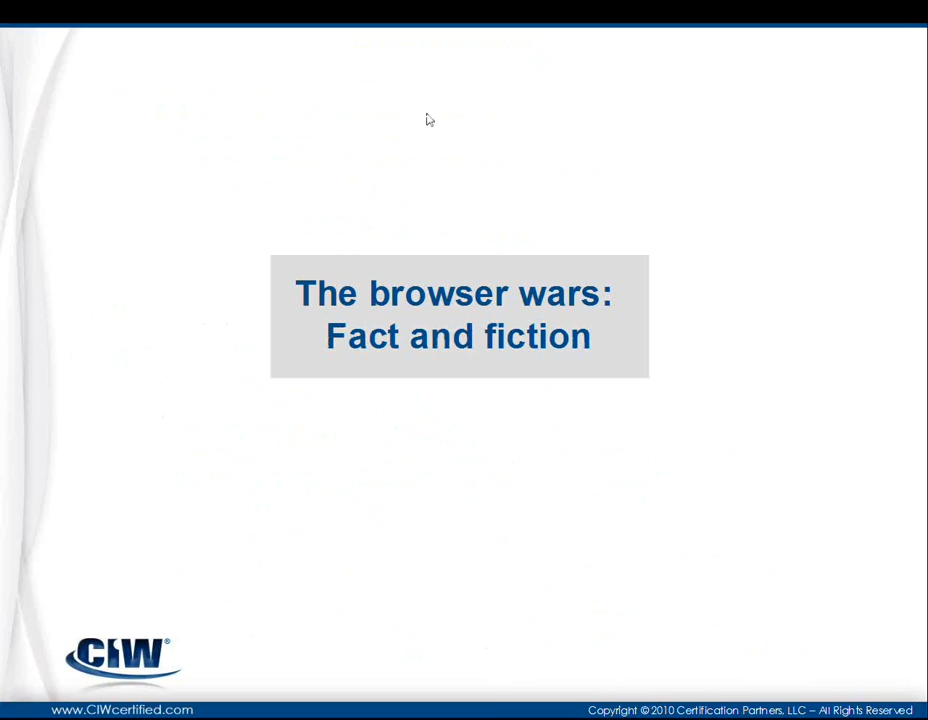 The browser wars:
Fact and fiction
CIW®
www.CIWcertified.com
Copyright © 2010 Certification Partners, LLC – All Rights Reserved